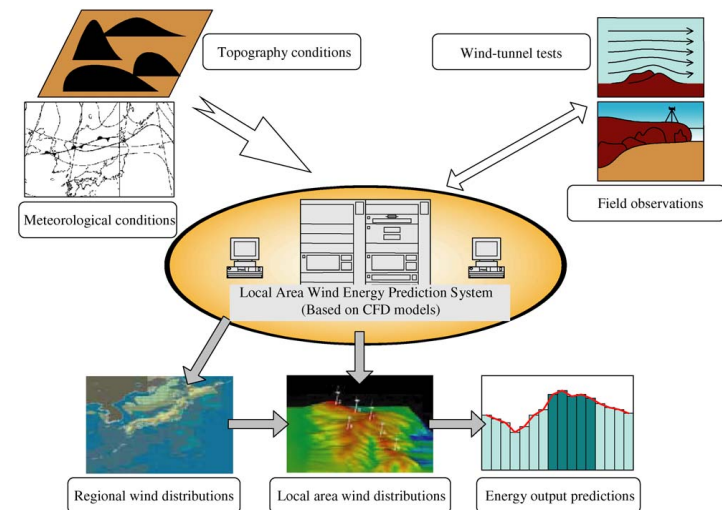 Topography conditions
Wind-tunnel tests
Meteorological conditions
Field observations
Local Area Wind Energy Prediction System
(Based on CFD models)
Regional wind distributions
Local area wind distributions
Energy output predictions